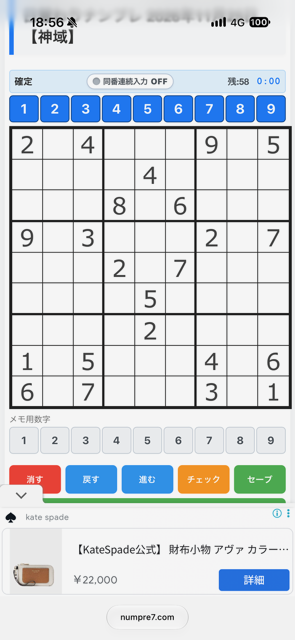 18:56 4G 100
【神域】
確定 同番連続入力 OFF 残:58 0:00
1 2 3 4 5 6 7 8 9
2 4 9 5
4
8 6
9 3 2 7
2 7
5
2
1 5 4 6
6 7 3 1
メモ用数字
1 2 3 4 5 6 7 8 9
消す 戻す 進む チェック セーブ
kate spade
【KateSpade公式】 財布小物 アヴァ カラー…
￥22,000 詳細
numpre7.com